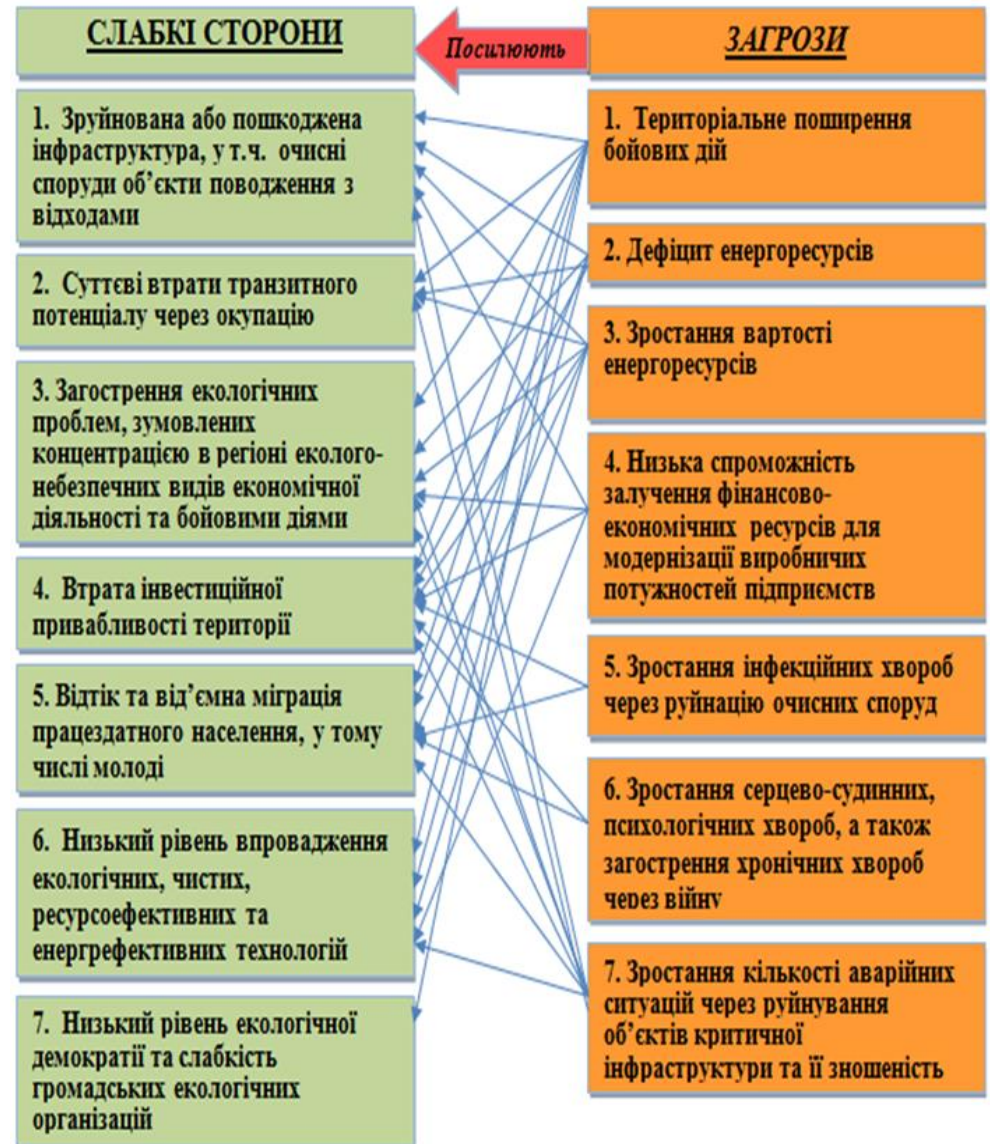 СЛАБКІ СТОРОНИ
1. Зруйнована або пошкоджена
інфраструктура, у т.ч. очисні
споруди об’єкти поводження з
відходами
2. Суттєві втрати транзитного
потенціалу через окупацію
3. Загострення екологічних
проблем, зумовлених
концентрацією в регіоні еколого-
небезпечних видів економічної
діяльності та бойовими діями
4. Втрата інвестиційної
привабливості території
5. Відтік та від’ємна міграція
працездатного населення, у тому
числі молоді
6. Низький рівень впровадження
екологічних, чистих,
ресурсоефективних та
енергрефективних технологій
7. Низький рівень екологічної
демократії та слабкість
громадських екологічних
організацій
Посилюють
ЗАГРОЗИ
1. Територіальне поширення
бойових дій
2. Дефіцит енергоресурсів
3. Зростання вартості
енергоресурсів
4. Низька спроможність
залучення фінансово-
економічних ресурсів для
модернізації виробничих
потужностей підприємств
5. Зростання інфекційних хвороб
через руйнацію очисних споруд
6. Зростання серцево-судинних,
психологічних хвороб, а також
загострення хронічних хвороб
через війну
7. Зростання кількості аварійних
ситуацій через руйнування
об’єктів критичної
інфраструктури та її зношеність